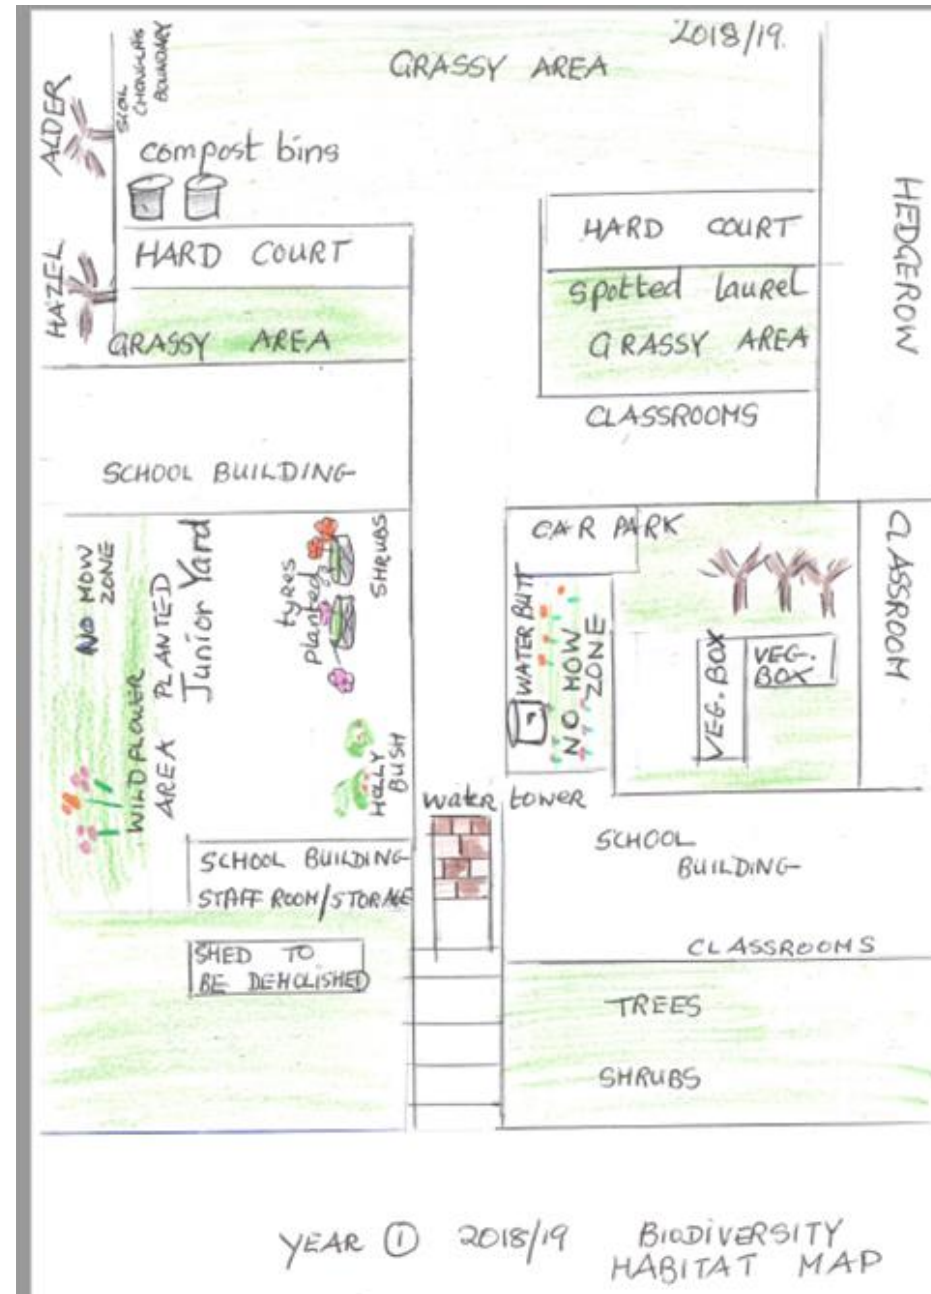 2018/19.
GRASSY AREA
ALDER
BOUNDARY
compost bins
HAZEL
HARD COURT
GRASSY AREA
HARD COURT
Spotted Laurel
GRASSY AREA
HEDGEROW
CLASSROOMS
SCHOOL BUILDING
NO MOW
ZONE
WILDFLOWER
AREA PLANTED
Junior Yard
tyres
planted
SHRUBS
HOLLY
BUSH
CAR PARK
WATER BUTT
NO MOW
ZONE
VEG. BOX
VEG.
BOX
CLASSROOM
water tower
SCHOOL BUILDING
STAFF ROOM/STORAGE
SCHOOL
BUILDING
SHED TO
BE DEMOLISHED
CLASSROOMS
TREES
SHRUBS
YEAR 1 2018/19 BIODIVERSITY
HABITAT MAP